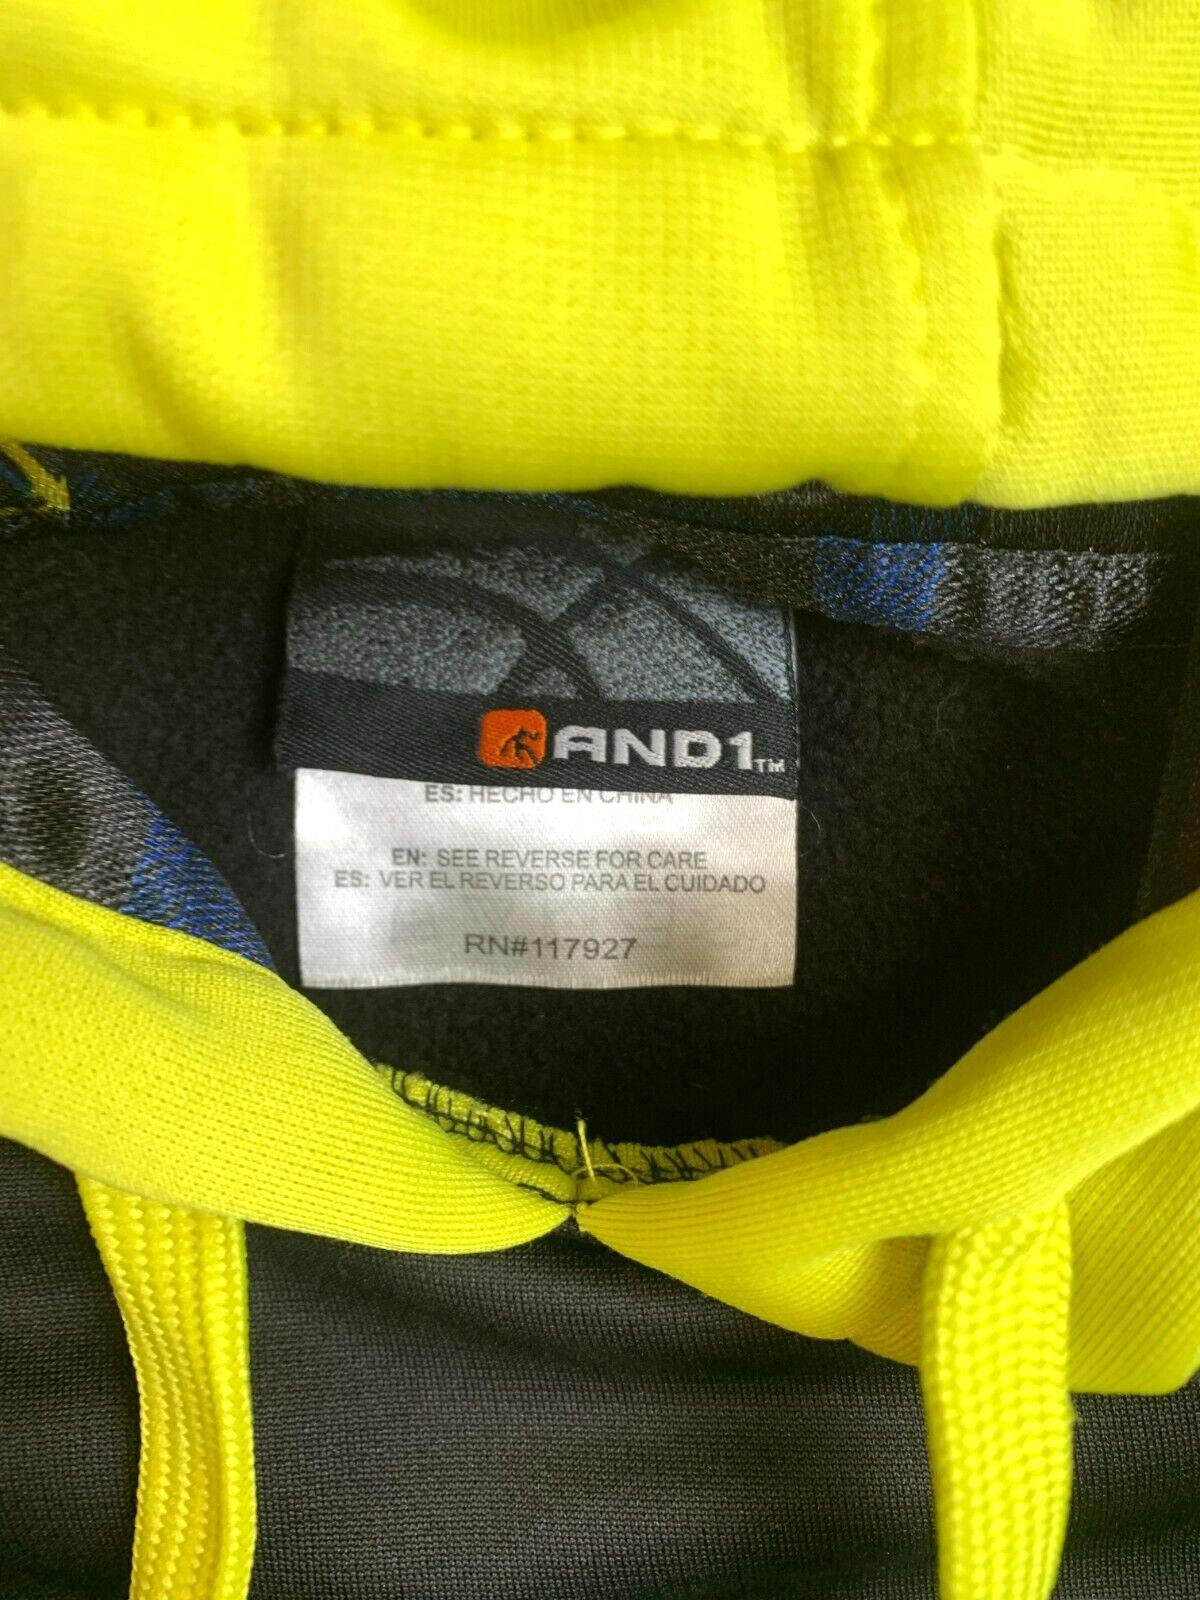 AND1™
ES: HECHO EN CHINA
EN: SEE REVERSE FOR CARE
ES: VER EL REVERSO PARA EL CUIDADO
RN#117927